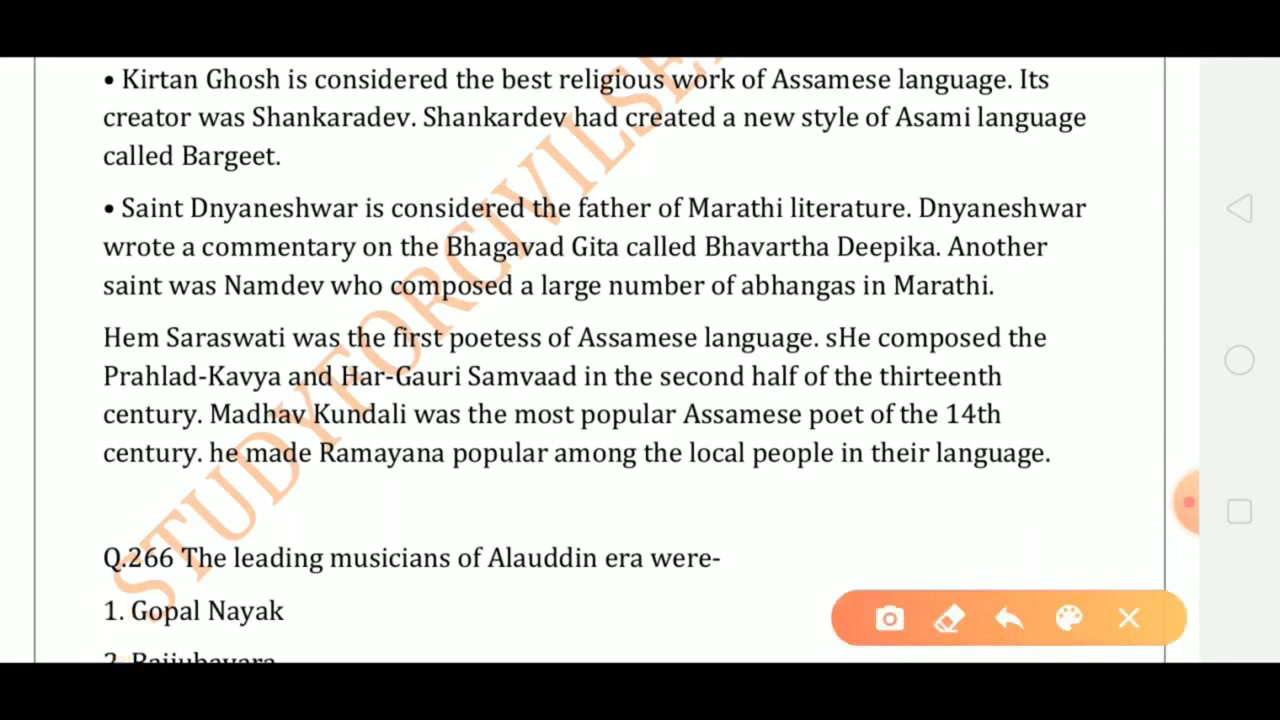 • Kirtan Ghosh is considered the best religious work of Assamese language. Its
creator was Shankaradev. Shankardev had created a new style of Asami language
called Bargeet.
• Saint Dnyaneshwar is considered the father of Marathi literature. Dnyaneshwar
wrote a commentary on the Bhagavad Gita called Bhavartha Deepika. Another
saint was Namdev who composed a large number of abhangas in Marathi.
Hem Saraswati was the first poetess of Assamese language. sHe composed the
Prahlad-Kavya and Har-Gauri Samvaad in the second half of the thirteenth
century. Madhav Kundali was the most popular Assamese poet of the 14th
century. he made Ramayana popular among the local people in their language.
Q.266 The leading musicians of Alauddin era were-
1. Gopal Nayak
2. Baijubavara
STUDYFORCIVILSE